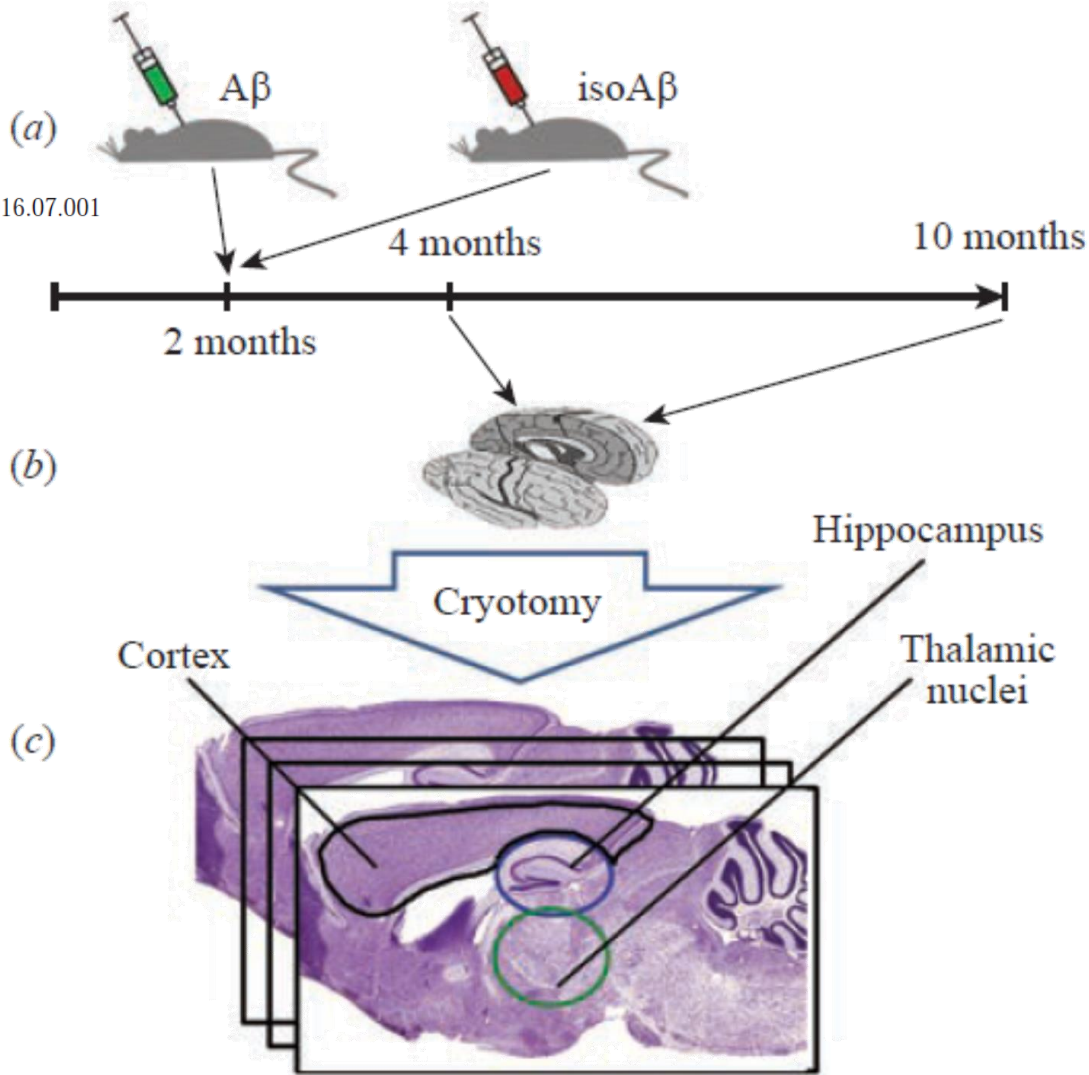 Aβ
isoAβ
(a)
16.07.001
4 months
10 months
2 months
(b)
Hippocampus
Cryotomy
Cortex
Thalamic
nuclei
(c)